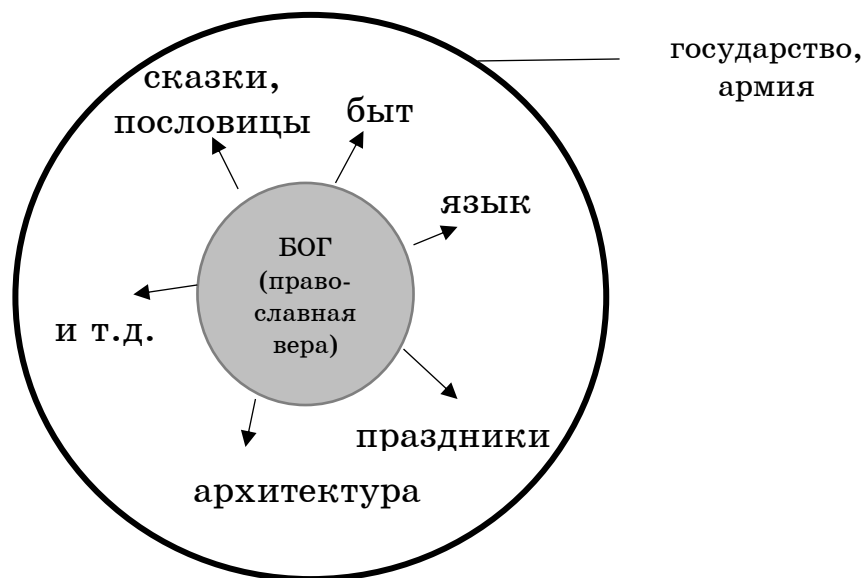 государство,
армия
сказки,
пословицы
быт
язык
БОГ
(право-
славная
вера)
и т.д.
праздники
архитектура